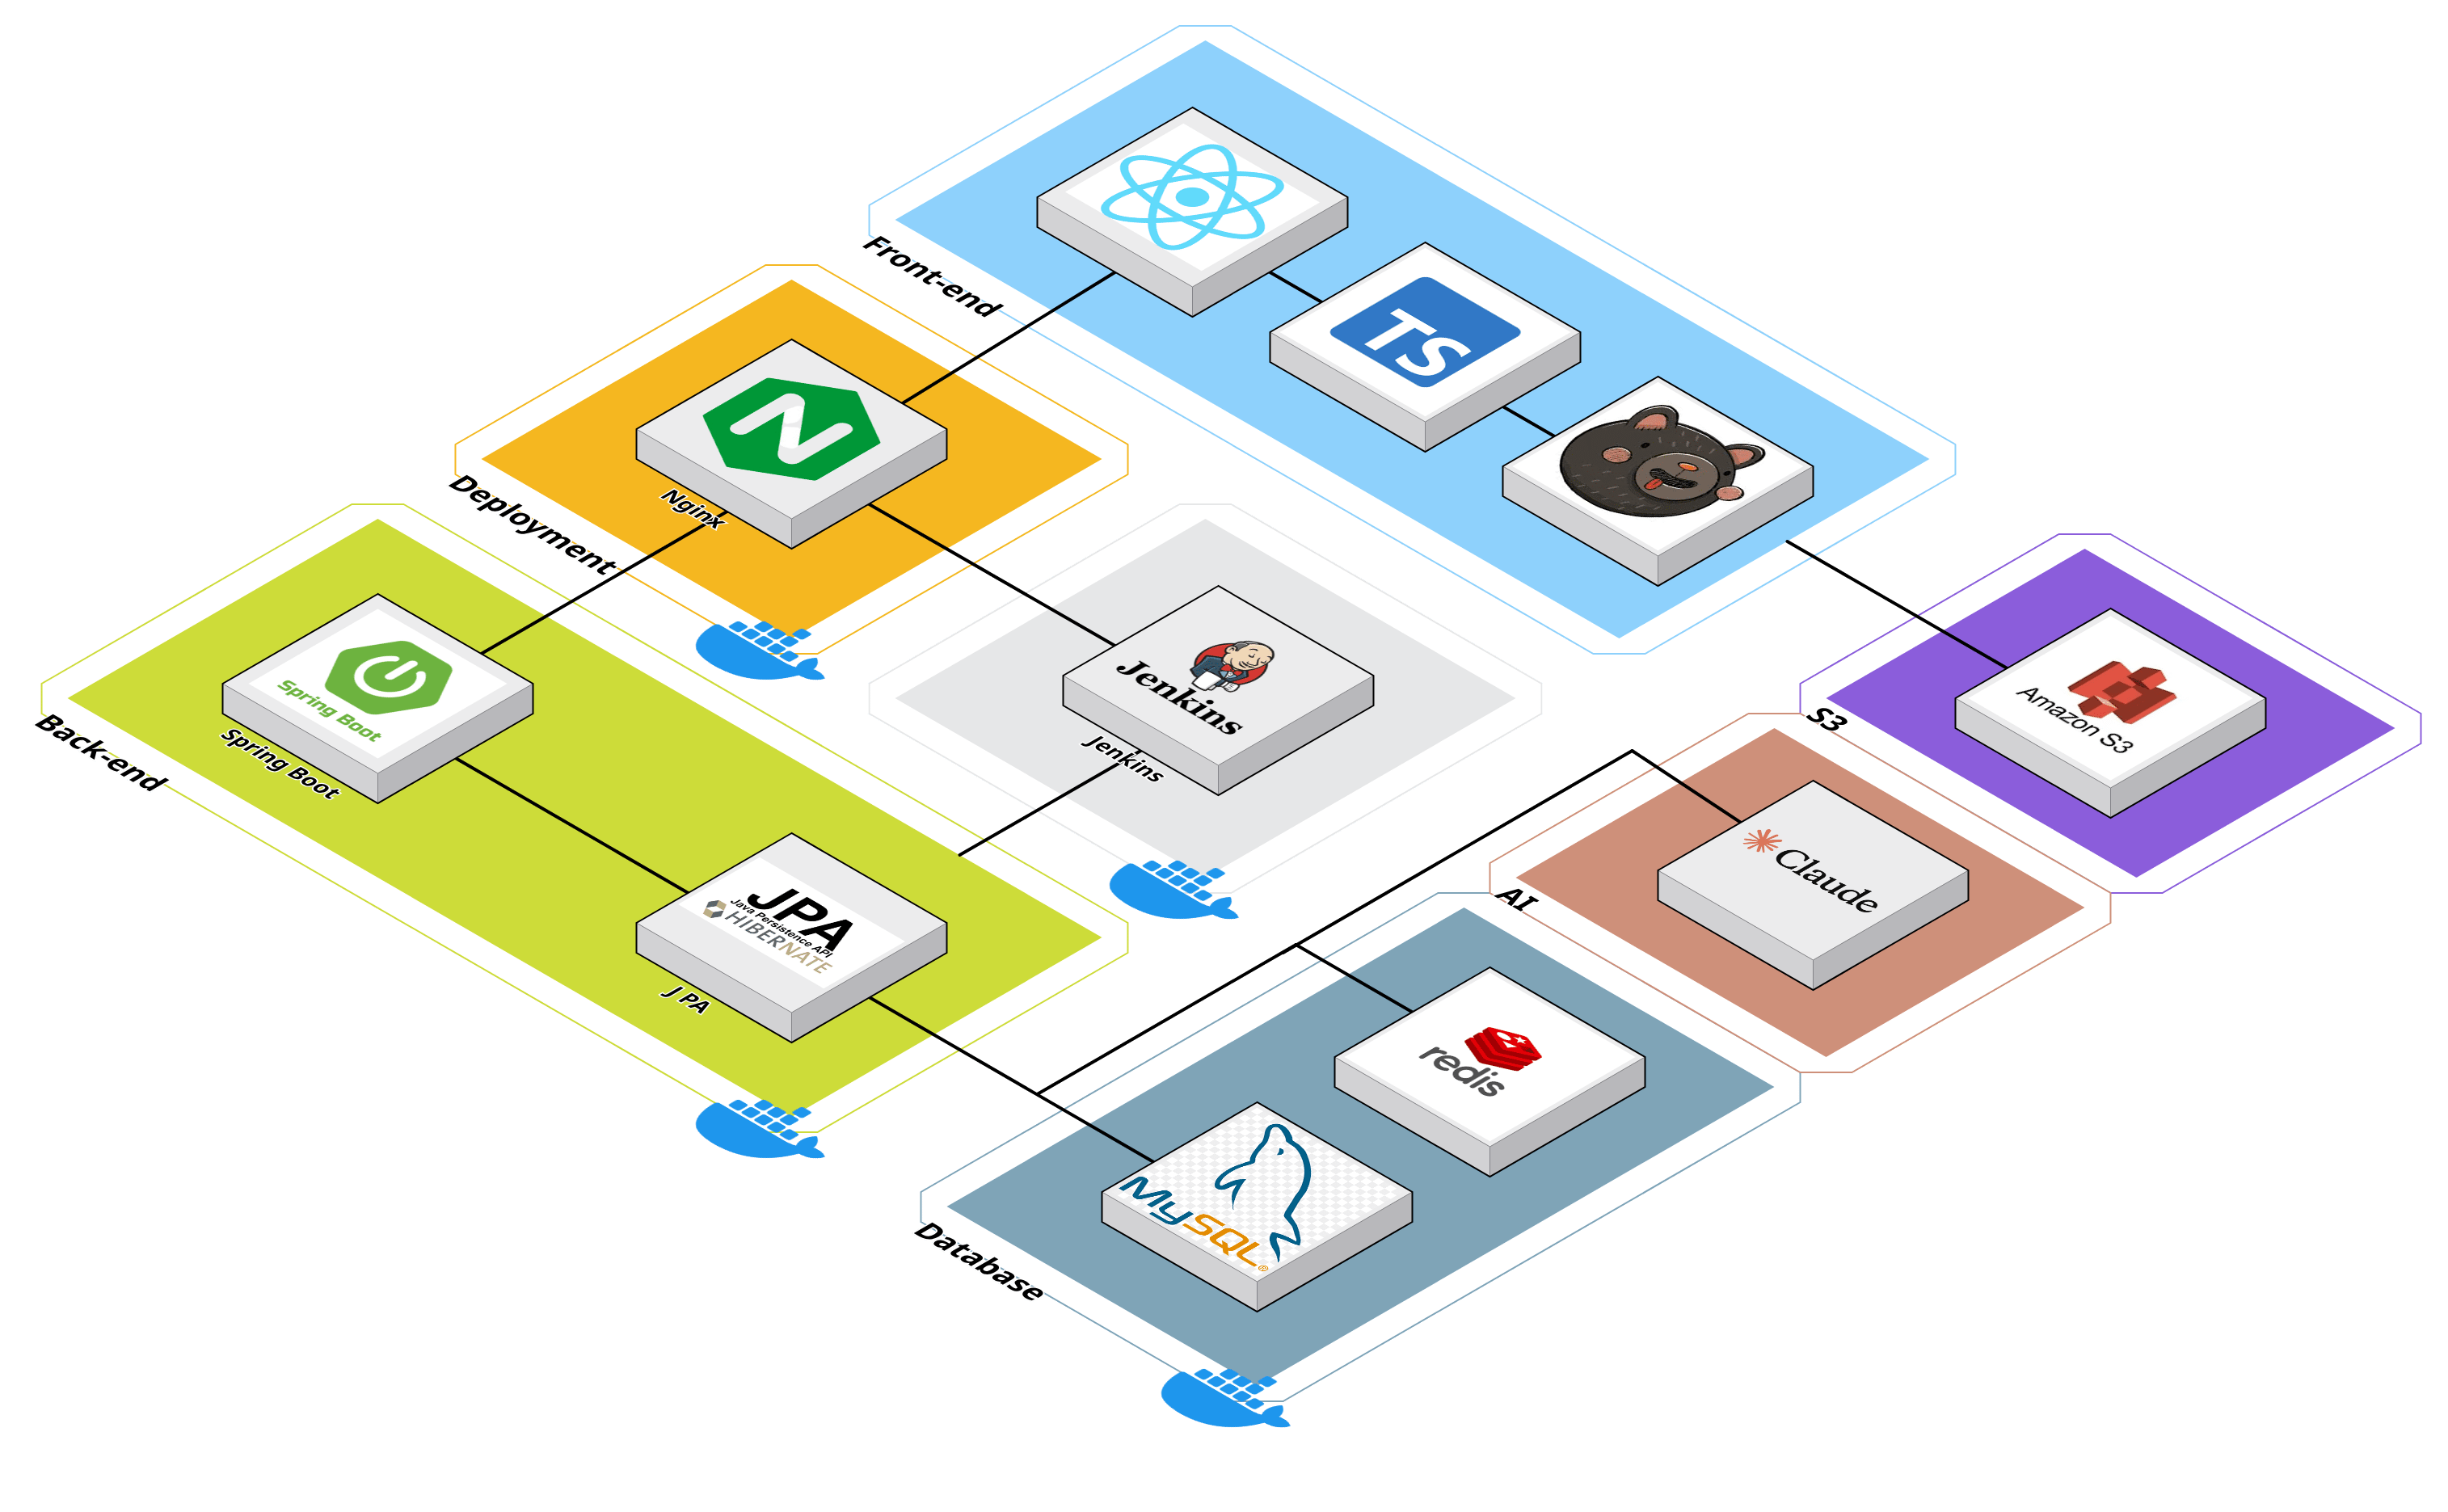 Front-end
TS
Deployment
Nginx
Back-end
Spring Boot
Spring Boot
Jenkins
Jenkins
S3
Amazon S3
AI
Claude
JPA
Java Persistence API
HIBERNATE
J PA
redis
Database
MySQL®